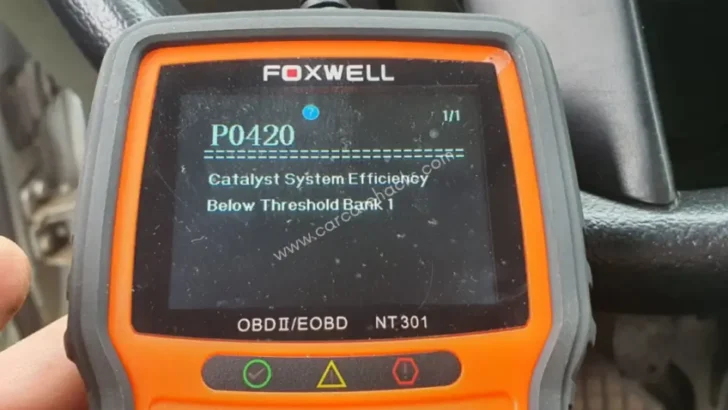 FOXWELL
?
1/1
P0420
Catalyst System Efficiency
Below Threshold Bank 1
www.carcarehacks.com
OBDII/EOBD NT301